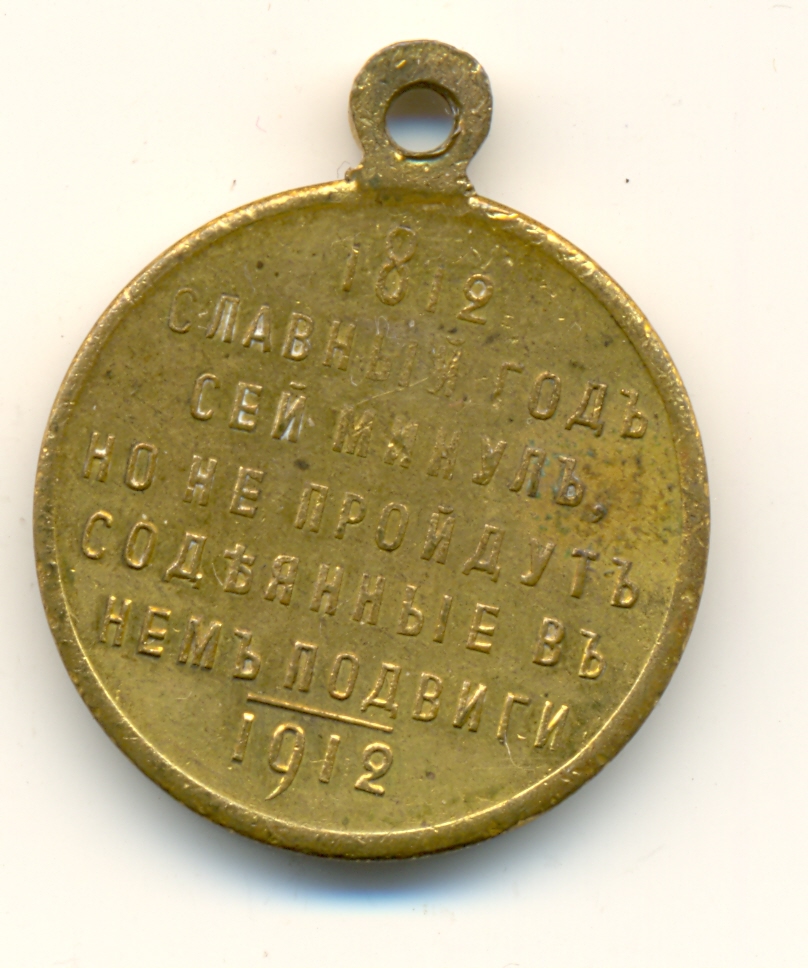 1812
СЛАВНЫЙ ГОДЪ
СЕЙ МИНУЛЪ,
НО НЕ ПРОЙДУТЪ
СОДѢЯННЫЕ ВЪ
НЕМЪ ПОДВИГИ
1912